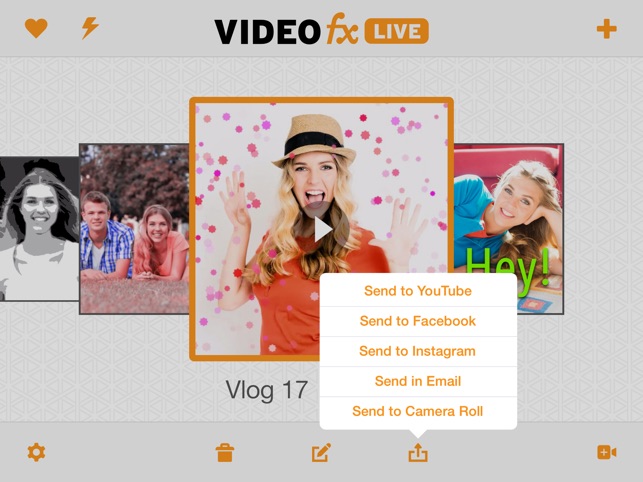 VIDEO fx LIVE
Hey!
Send to YouTube
Send to Facebook
Send to Instagram
Send in Email
Send to Camera Roll
Vlog 17